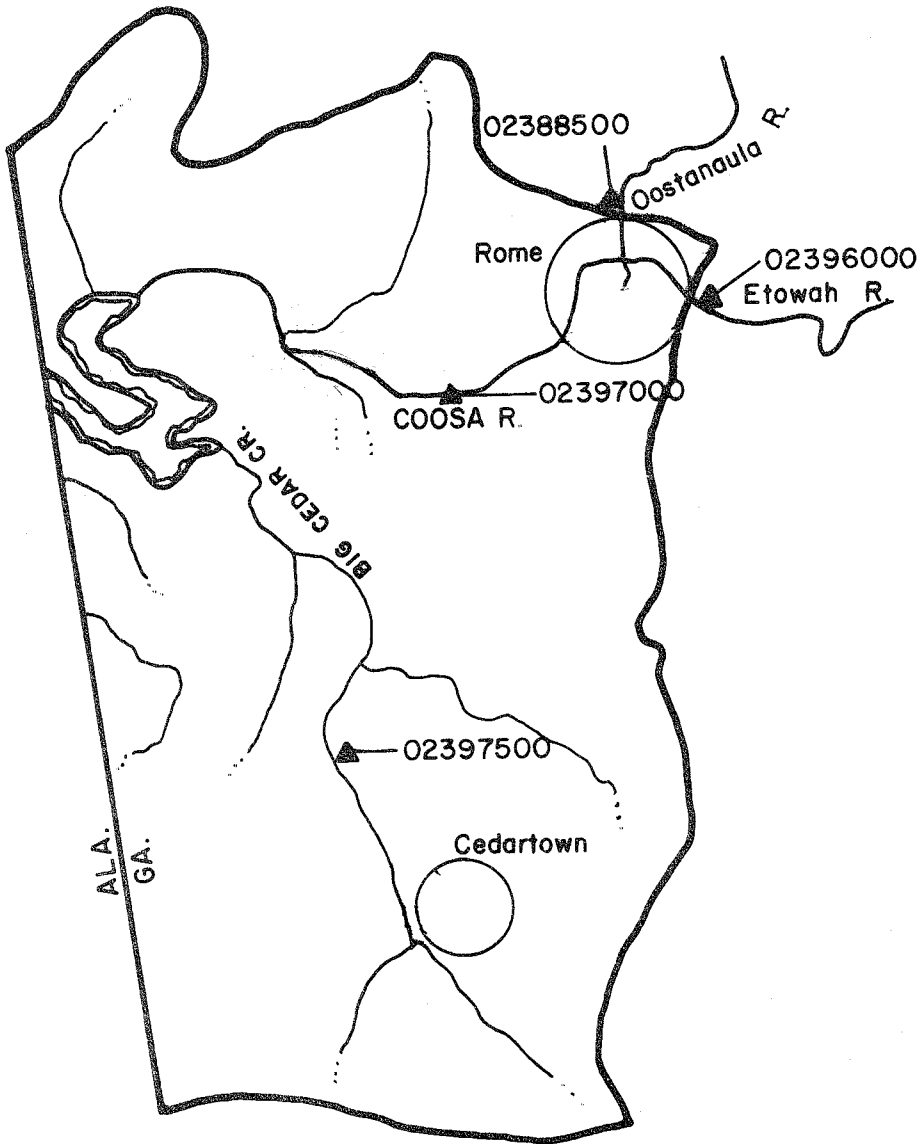 02388500
Oostanaula R.
Rome
02396000
Etowah R.
02397000
COOSA R.
BIG CEDAR CR.
02397500
Cedartown
ALA.
GA.